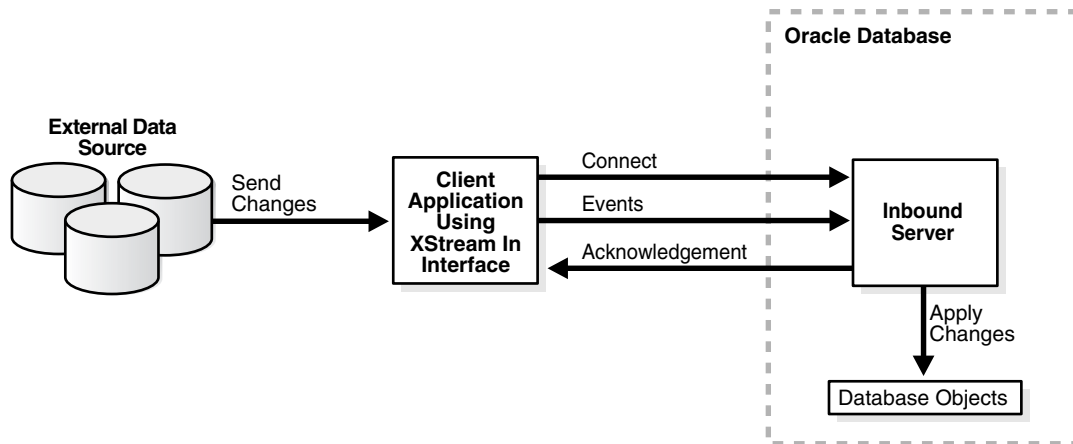 Oracle Database
External Data
Source
Send
Changes
Client
Application
Using
XStream In
Interface
Connect
Events
Acknowledgement
Inbound
Server
Apply
Changes
Database Objects